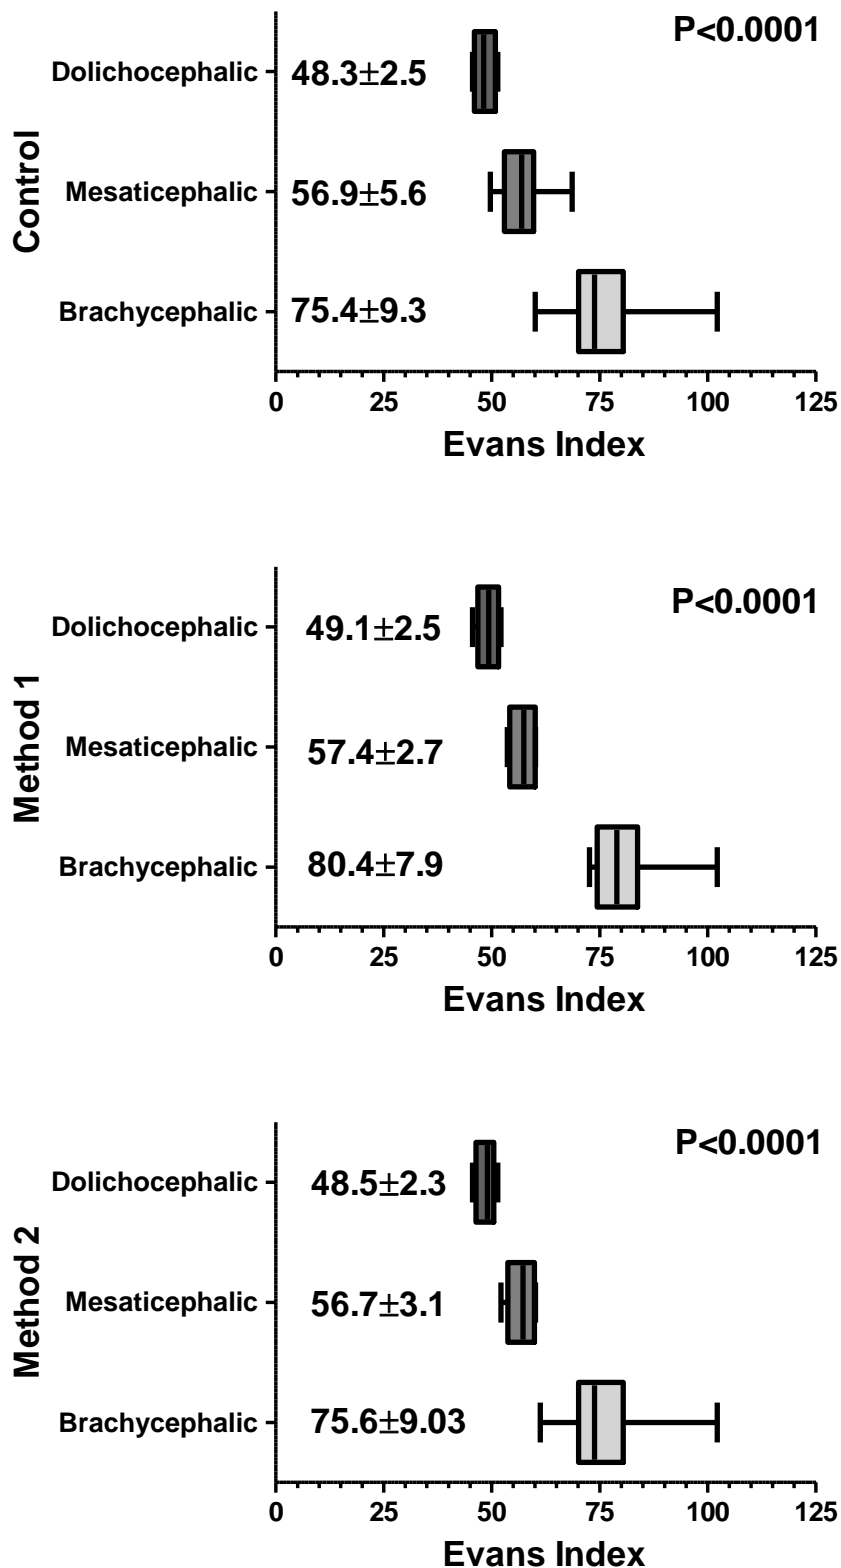 P<0.0001
Dolichocephalic 48.3±2.5
Control
Mesaticephalic 56.9±5.6
Brachycephalic 75.4±9.3
0 25 50 75 100 125
Evans Index
P<0.0001
Dolichocephalic 49.1±2.5
Method 1
Mesaticephalic 57.4±2.7
Brachycephalic 80.4±7.9
0 25 50 75 100 125
Evans Index
P<0.0001
Dolichocephalic 48.5±2.3
Method 2
Mesaticephalic 56.7±3.1
Brachycephalic 75.6±9.03
0 25 50 75 100 125
Evans Index